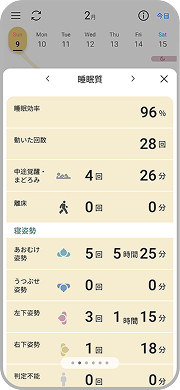 2月
今日
Sun Mon Tue Wed Thu Fri Sat
9 10 11 12 13 14 15
睡眠質
睡眠効率
96 %
動いた回数
28 回
中途覚醒・
まどろみ
4 回 26 分
離床
0 回 0 分
寝姿勢
あおむけ
姿勢
5 回 5 時間 25 分
うつぶせ
姿勢
0 回 0 分
左下姿勢
3 回 1 時間 15 分
右下姿勢
1 回 18 分
判定不能
0 回 0 分